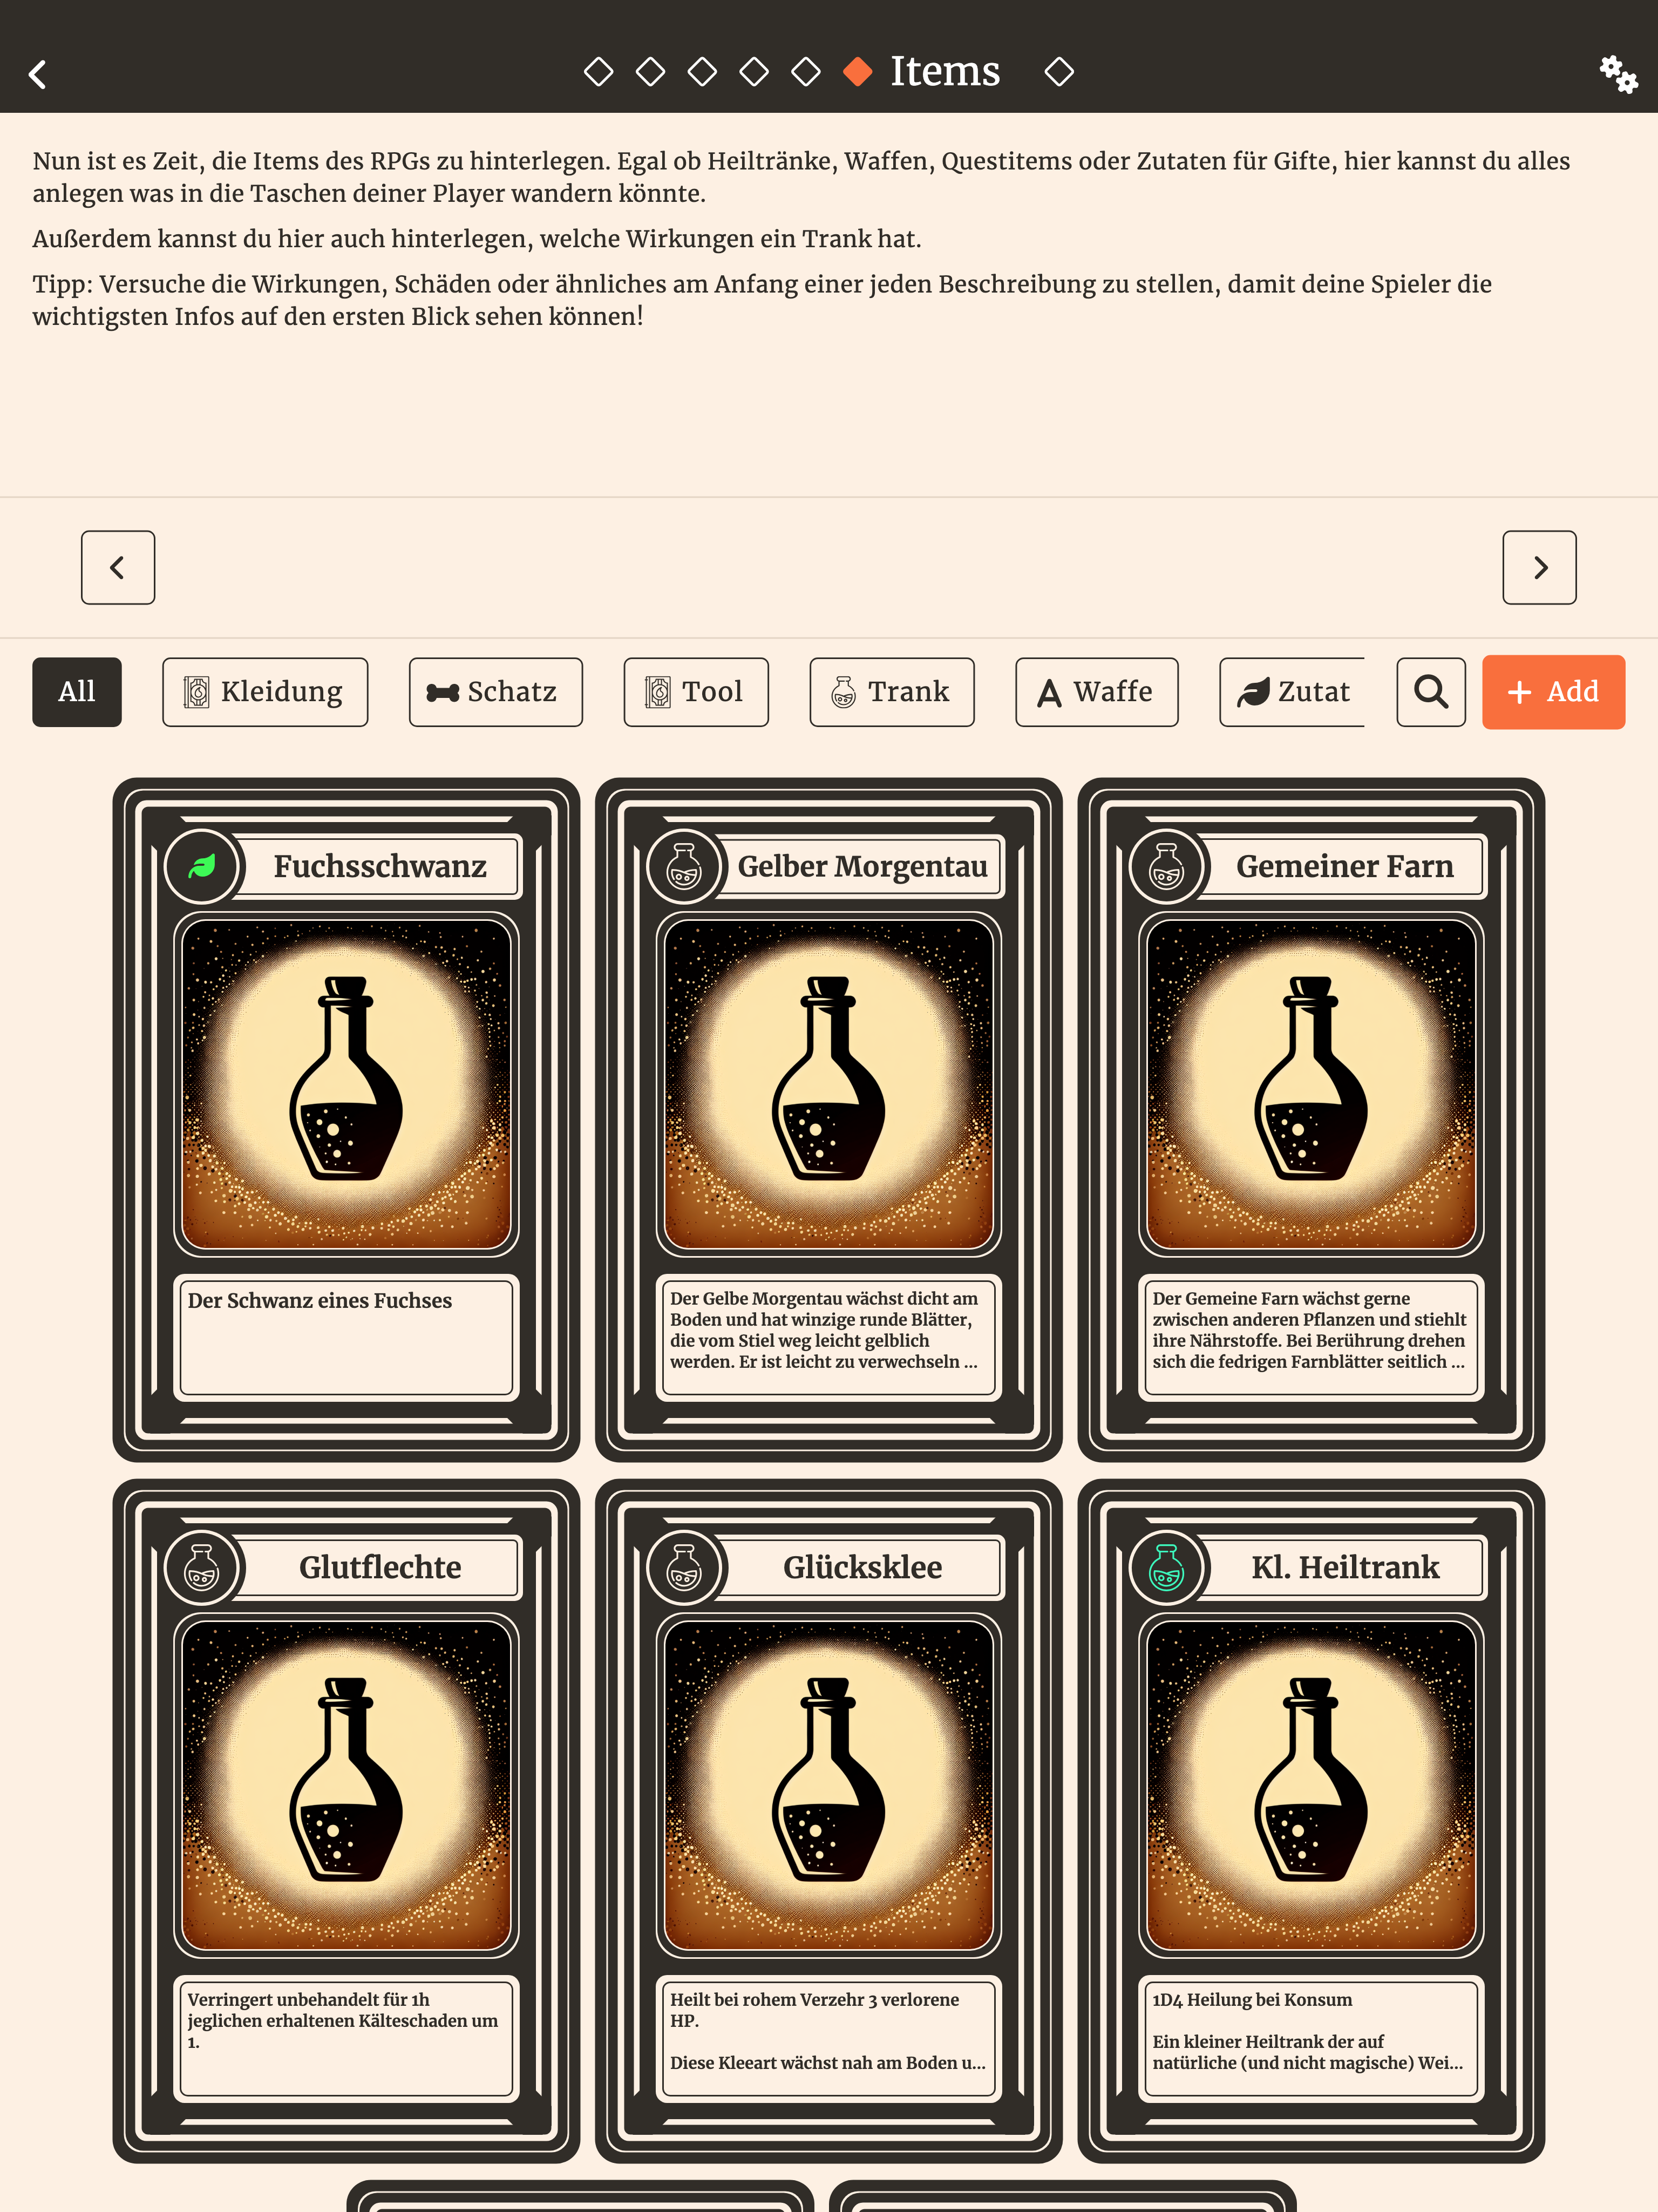 Items
Nun ist es Zeit, die Items des RPGs zu hinterlegen. Egal ob Heiltränke, Waffen, Questitems oder Zutaten für Gifte, hier kannst du alles
anlegen was in die Taschen deiner Player wandern könnte.
Außerdem kannst du hier auch hinterlegen, welche Wirkungen ein Trank hat.
Tipp: Versuche die Wirkungen, Schäden oder ähnliches am Anfang einer jeden Beschreibung zu stellen, damit deine Spieler die
wichtigsten Infos auf den ersten Blick sehen können!
All
Kleidung
Schatz
Tool
Trank
Waffe
Zutat
Add
Fuchsschwanz
Der Schwanz eines Fuchses
Gelber Morgentau
Der Gelbe Morgentau wächst dicht am
Boden und hat winzige runde Blätter,
die vom Stiel weg leicht gelblich
werden. Er ist leicht zu verwechseln ...
Gemeiner Farn
Der Gemeine Farn wächst gerne
zwischen anderen Pflanzen und stiehlt
ihre Nährstoffe. Bei Berührung drehen
sich die fedrigen Farnblätter seitlich ...
Glutflechte
Verringert unbehandelt für 1h
jeglichen erhaltenen Kälteschaden um
1.
Glücksklee
Heilt bei rohem Verzehr 3 verlorene
HP.
Diese Kleeart wächst nah am Boden u...
Kl. Heiltrank
1D4 Heilung bei Konsum
Ein kleiner Heiltrank der auf
natürliche (und nicht magische) Wei...